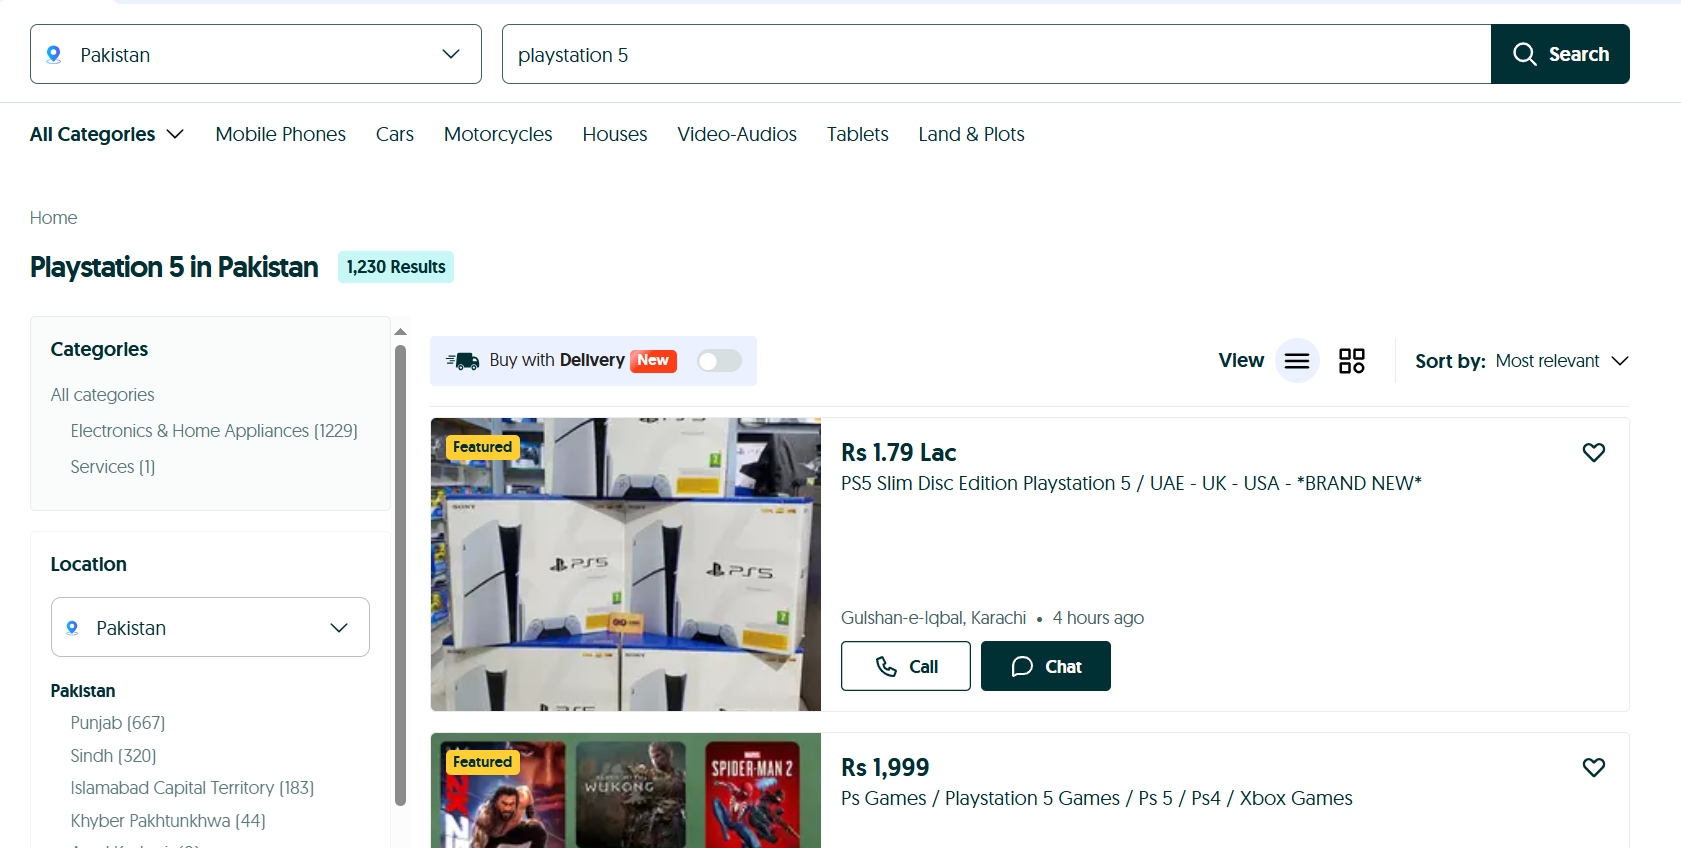 Pakistan
playstation 5
Search
All Categories
Mobile Phones
Cars
Motorcycles
Houses
Video-Audios
Tablets
Land & Plots
Home
Playstation 5 in Pakistan
1,230 Results
Categories
All categories
Electronics & Home Appliances (1229)
Services (1)
Location
Pakistan
Pakistan
Punjab (667)
Sindh (320)
Islamabad Capital Territory (183)
Khyber Pakhtunkhwa (44)
Buy with Delivery New
View
Sort by: Most relevant
Featured
SONY
SONY
PS5
PS5
Rs 1.79 Lac
PS5 Slim Disc Edition Playstation 5 / UAE - UK - USA - *BRAND NEW*
Gulshan-e-Iqbal, Karachi • 4 hours ago
Call
Chat
Featured
WUKONG
MARVEL
SPIDER-MAN 2
Rs 1,999
Ps Games / Playstation 5 Games / Ps 5 / Ps4 / Xbox Games